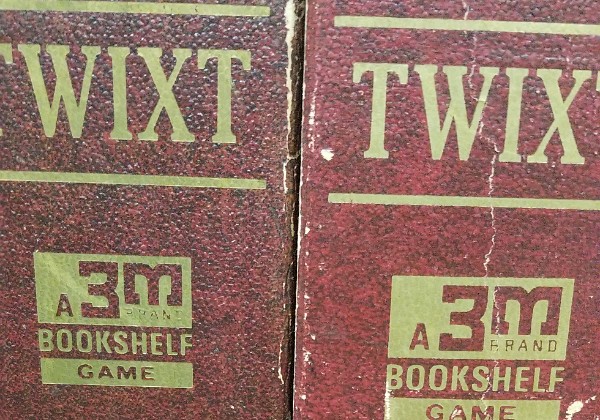 TWIXT
A 3M
BRAND
BOOKSHELF
GAME
TWIXT
A 3M
BRAND
BOOKSHELF
GAME